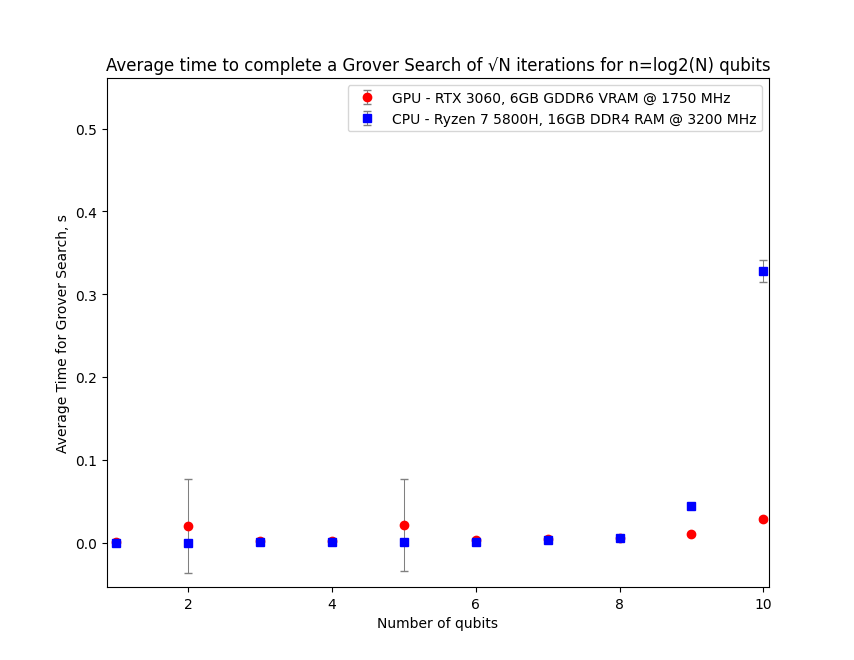 Average time to complete a Grover Search of √N iterations for n=log2(N) qubits
GPU - RTX 3060, 6GB GDDR6 VRAM @ 1750 MHz
CPU - Ryzen 7 5800H, 16GB DDR4 RAM @ 3200 MHz
Average Time for Grover Search, s
0.5
0.4
0.3
0.2
0.1
0.0
2 4 6 8 10
Number of qubits